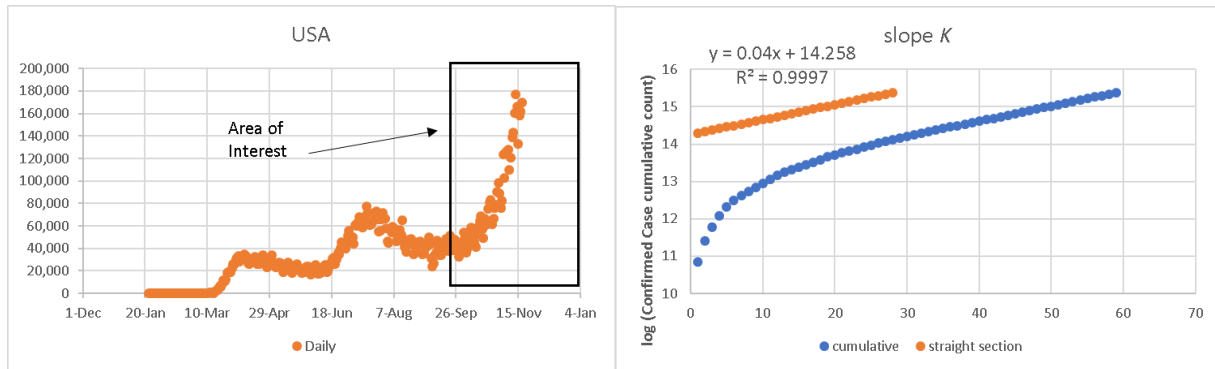 USA
200,000
180,000
160,000
140,000
120,000
100,000
80,000
60,000
40,000
20,000
0
Area of
Interest
1-Dec 20-Jan 10-Mar 29-Apr 18-Jun 7-Aug 26-Sep 15-Nov 4-Jan
Daily
slope K
y = 0.04x + 14.258
R² = 0.9997
log (Confirmed Case cumulative count)
16
15
14
13
12
11
10
0 10 20 30 40 50 60 70
cumulative straight section